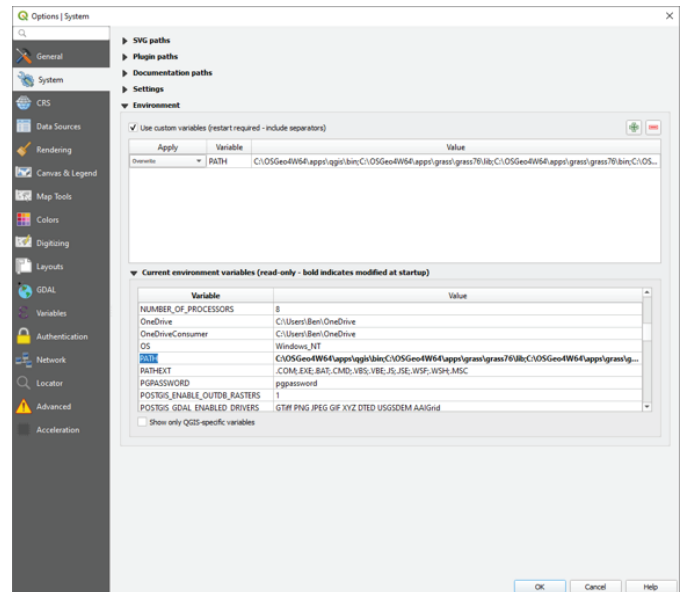 Options | System
General
System
CRS
Data Sources
Rendering
Canvas & Legend
Map Tools
Colors
Digitizing
Layouts
GDAL
Variables
Authentication
Network
Locator
Advanced
Acceleration
SVG paths
Plugin paths
Documentation paths
Settings
Environment
Use custom variables (restart required - include separators)
Apply Variable Value
Overwrite PATH C:\OSGeo4W64\apps\qgis\bin;C:\OSGeo4W64\apps\grass\grass76\lib;C:\OSGeo4W64\apps\grass\grass76\bin;C:\OS...
Current environment variables (read-only - bold indicates modified at startup)
Variable Value
NUMBER_OF_PROCESSORS 8
OneDrive C:\Users\Ben\OneDrive
OneDriveConsumer C:\Users\Ben\OneDrive
OS Windows_NT
PATH C:\OSGeo4W64\apps\qgis\bin;C:\OSGeo4W64\apps\grass\grass76\lib;C:\OSGeo4W64\apps\grass\g...
PATHEXT .COM;.EXE;.BAT;.CMD;.VBS;.VBE;.JS;.JSE;.WSF;.WSH;.MSC
PGPASSWORD pgpassword
POSTGIS_ENABLE_OUTDB_RASTERS 1
POSTGIS_GDAL_ENABLED_DRIVERS GTiff PNG JPEG GIF XYZ DTED USGSDEM AAIGrid
Show only QGIS-specific variables
OK Cancel Help